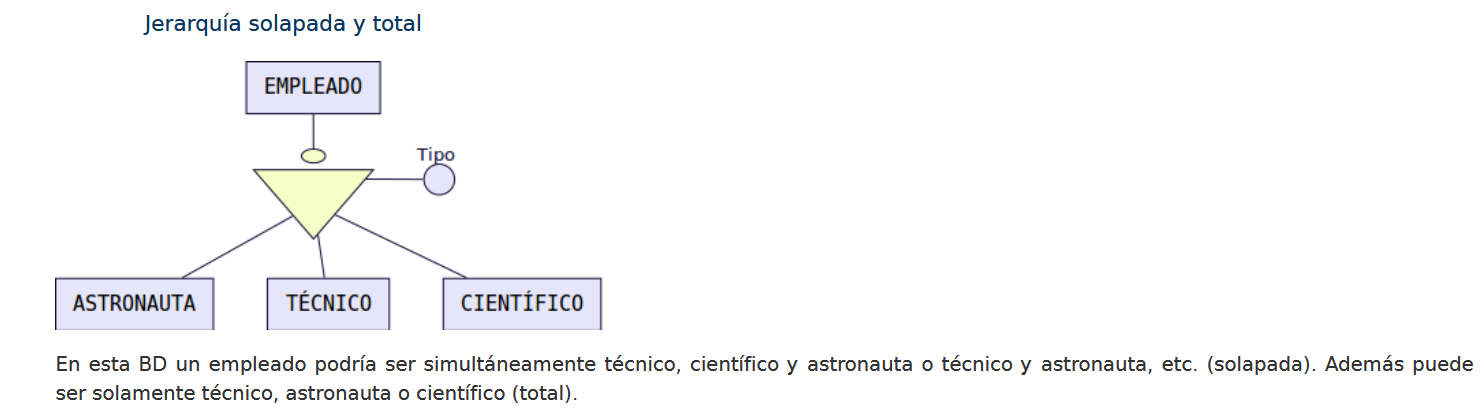 Jerarquía solapada y total
EMPLEADO
Tipo
ASTRONAUTA TÉCNICO CIENTÍFICO
En esta BD un empleado podría ser simultáneamente técnico, científico y astronauta o técnico y astronauta, etc. (solapada). Además puede
ser solamente técnico, astronauta o científico (total).